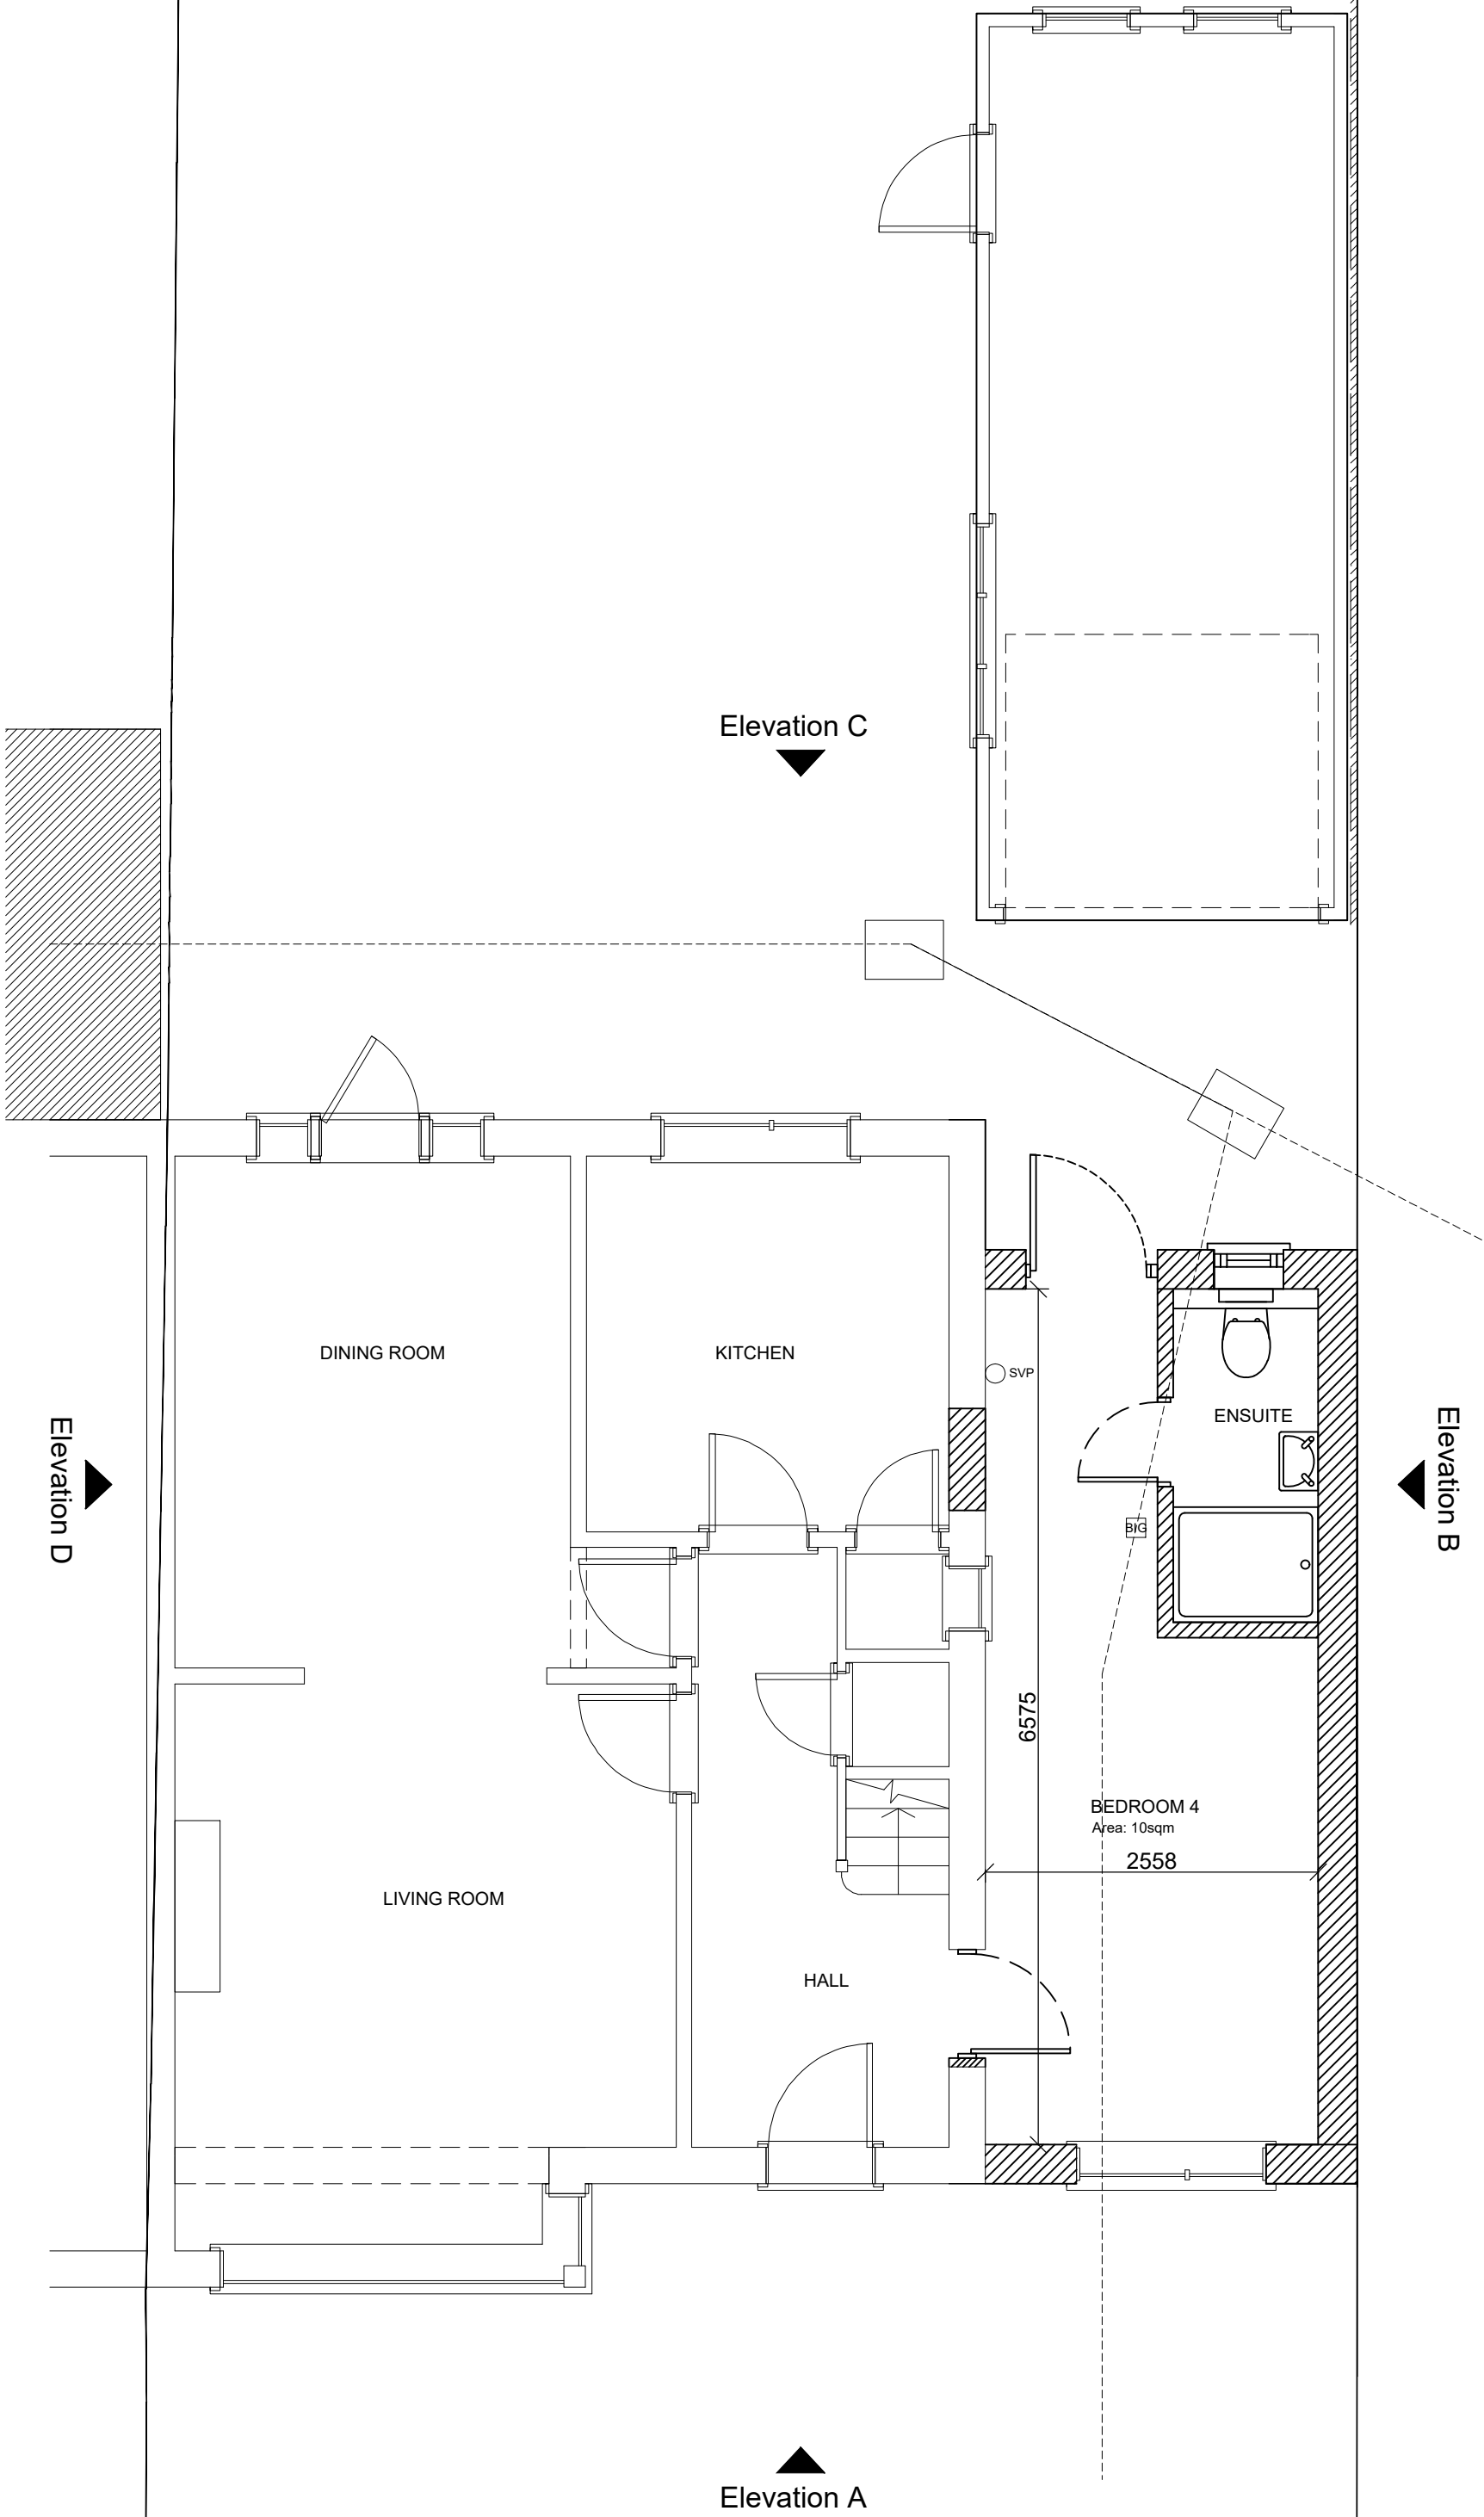 Elevation C
DINING ROOM
KITCHEN
SVP
ENSUITE
Elevation D
Elevation B
BIG
6575
BEDROOM 4
Area: 10sqm
2558
LIVING ROOM
HALL
Elevation A